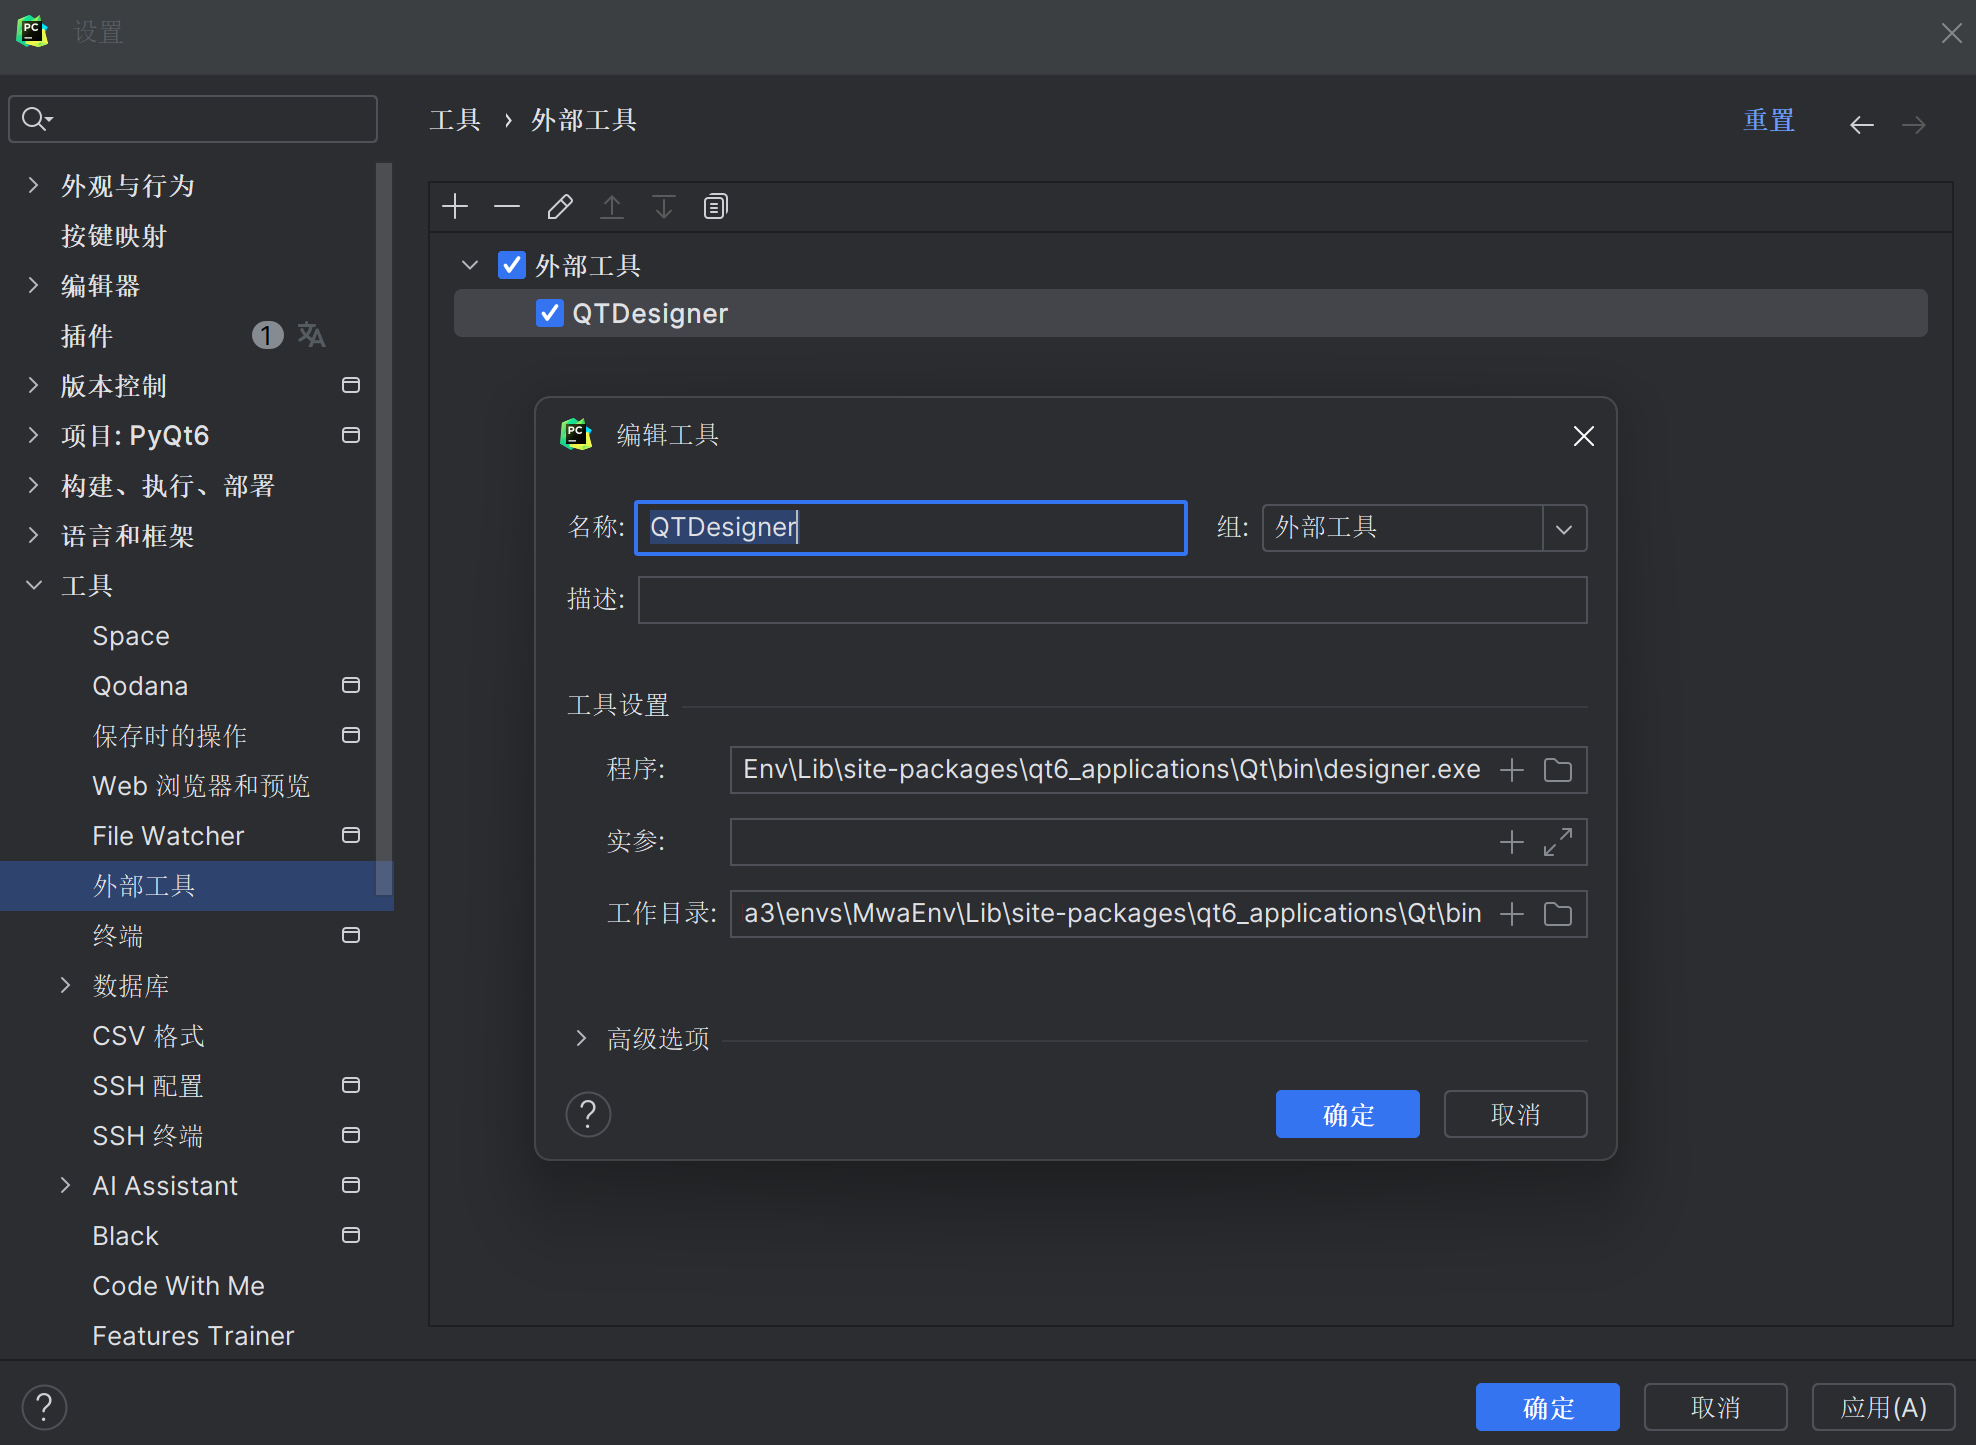 设置
工具 › 外部工具
重置
外观与行为
按键映射
编辑器
插件 1
版本控制
项目: PyQt6
构建、执行、部署
语言和框架
工具
Space
Qodana
保存时的操作
Web 浏览器和预览
File Watcher
外部工具
终端
数据库
CSV 格式
SSH 配置
SSH 终端
AI Assistant
Black
Code With Me
Features Trainer
外部工具
QTDesigner
编辑工具
名称: QTDesigner 组: 外部工具
描述:
工具设置
程序: Env\Lib\site-packages\qt6_applications\Qt\bin\designer.exe
实参:
工作目录: a3\envs\MwaEnv\Lib\site-packages\qt6_applications\Qt\bin
高级选项
? 确定 取消
? 确定 取消 应用(A)